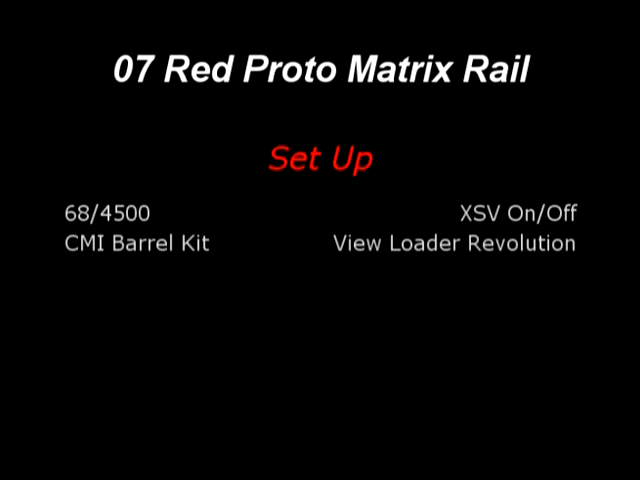 07 Red Proto Matrix Rail
Set Up
68/4500 XSV On/Off
CMI Barrel Kit View Loader Revolution